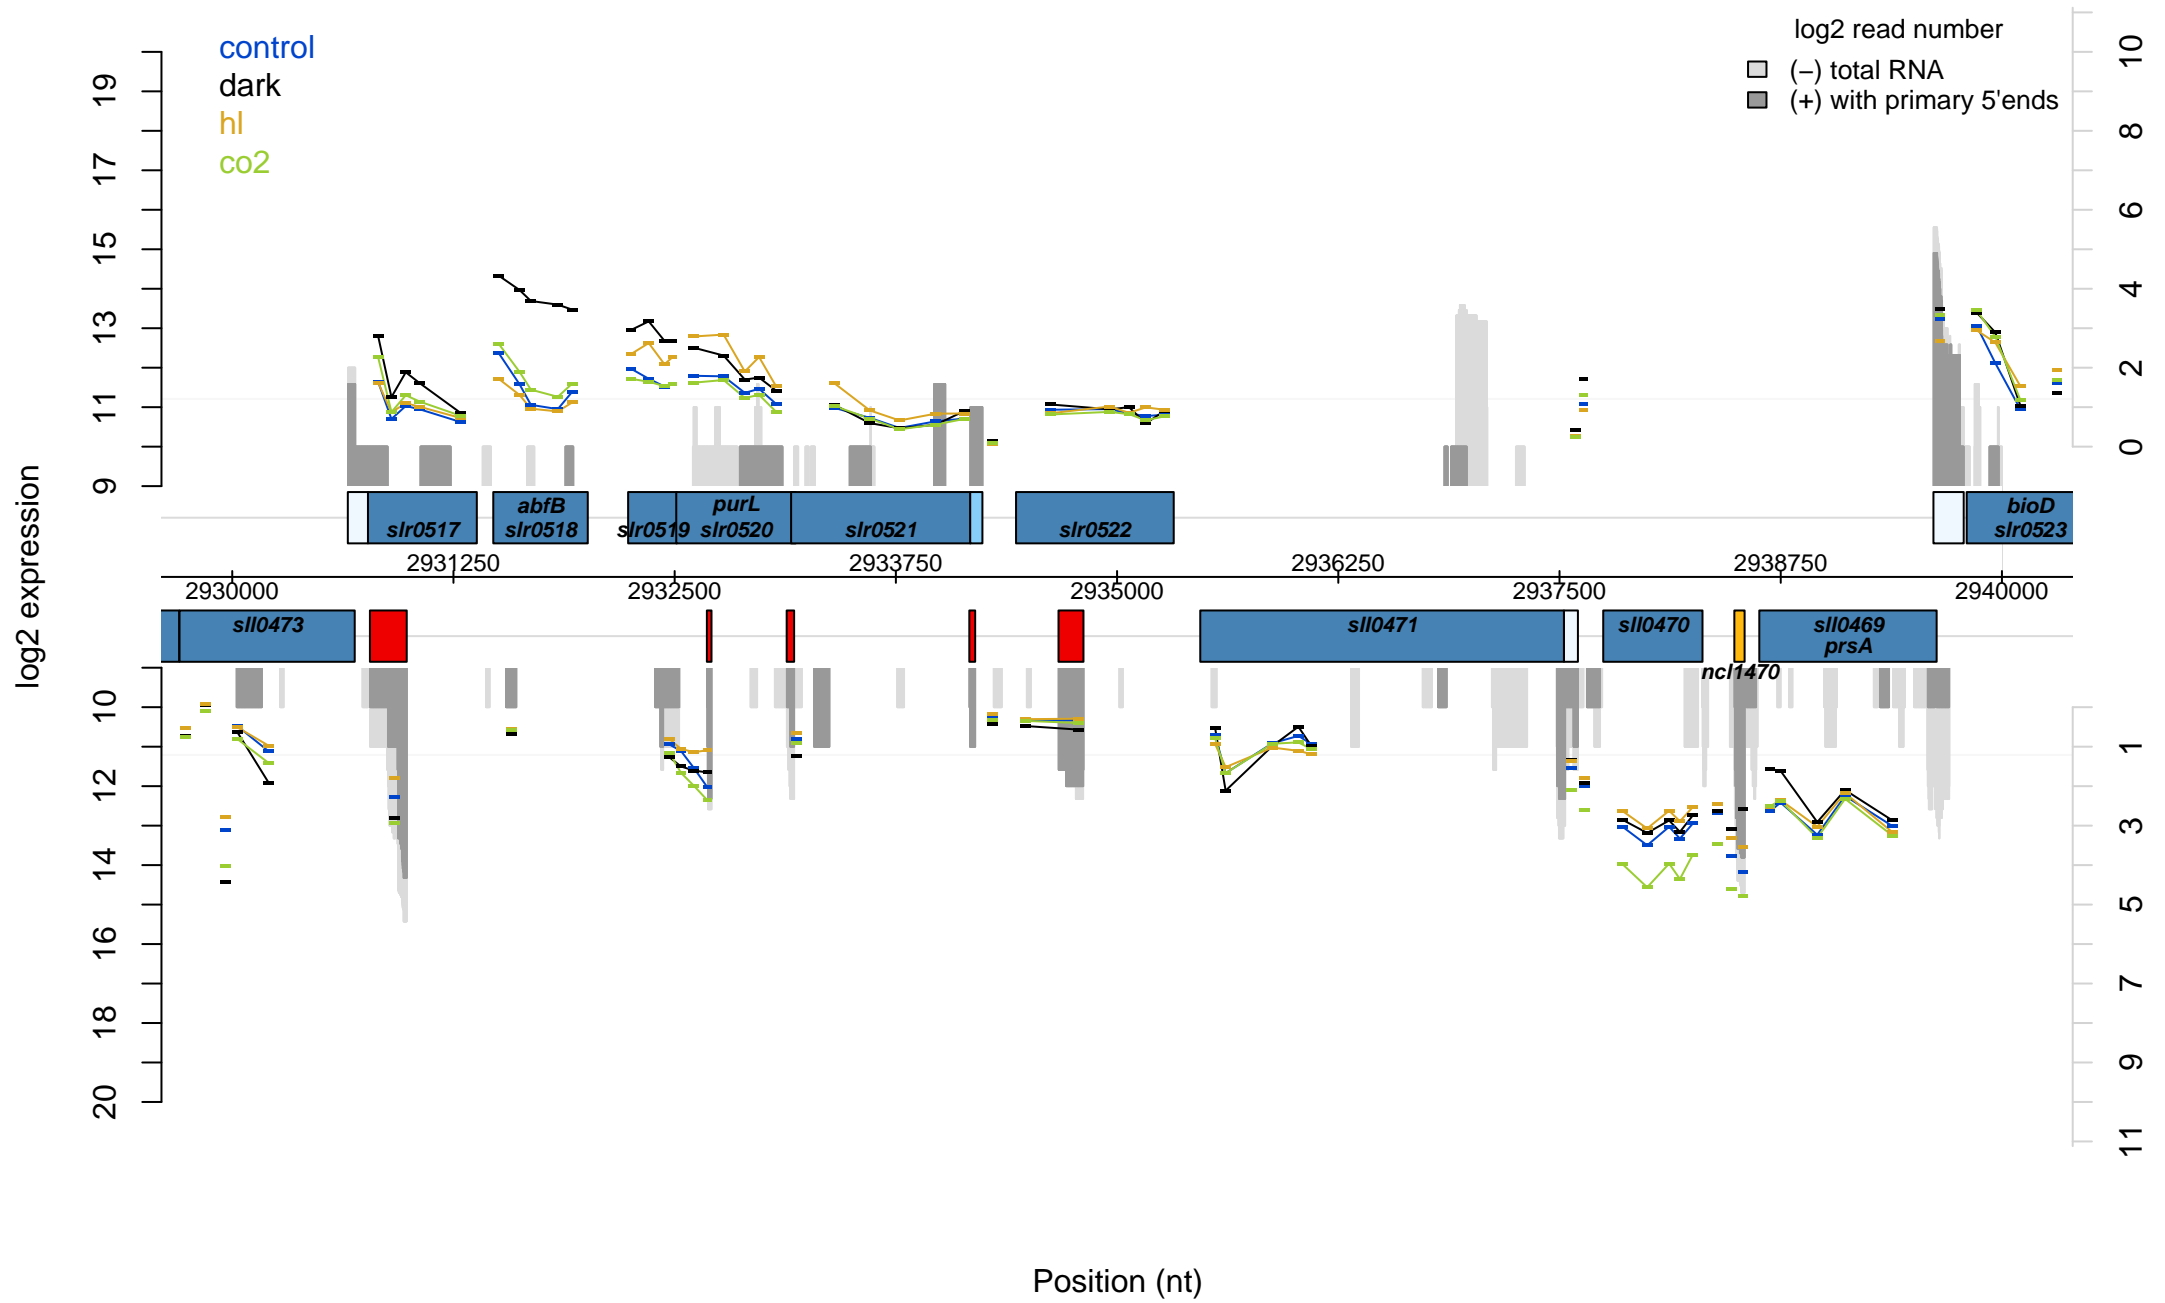 control
dark
hl
co2
log2 read number
(−) total RNA
(+) with primary 5'ends
log2 expression
9 11 13 15 17 19
0 2 4 6 8 10
abfB
purL
bioD
slr0517 slr0518 slr0519 slr0520 slr0521 slr0522 slr0523
2931250 2933750 2936250 2938750
2930000 2932500 2935000 2937500 2940000
sll0473 sll0471 sll0470 sll0469
prsA
ncl1470
10 12 14 16 18 20
1 3 5 7 9 11
Position (nt)